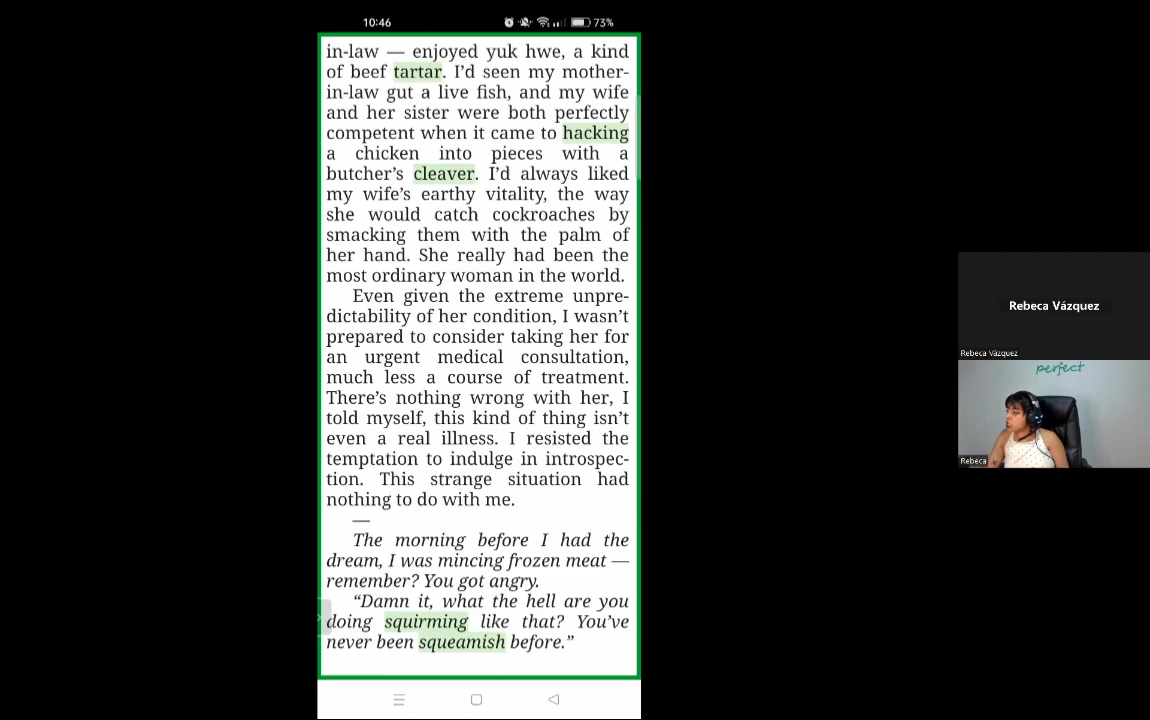 10:46
73%
in-law — enjoyed yuk hwe, a kind
of beef tartar. I’d seen my mother-
in-law gut a live fish, and my wife
and her sister were both perfectly
competent when it came to hacking
a chicken into pieces with a
butcher’s cleaver. I’d always liked
my wife’s earthy vitality, the way
she would catch cockroaches by
smacking them with the palm of
her hand. She really had been the
most ordinary woman in the world.
Even given the extreme unpre-
dictability of her condition, I wasn’t
prepared to consider taking her for
an urgent medical consultation,
much less a course of treatment.
There’s nothing wrong with her, I
told myself, this kind of thing isn’t
even a real illness. I resisted the
temptation to indulge in introspec-
tion. This strange situation had
nothing to do with me.
—
The morning before I had the
dream, I was mincing frozen meat —
remember? You got angry.
“Damn it, what the hell are you
doing squirming like that? You’ve
never been squeamish before.”
Rebeca Vázquez
Rebeca Vázquez
perfect
Rebeca